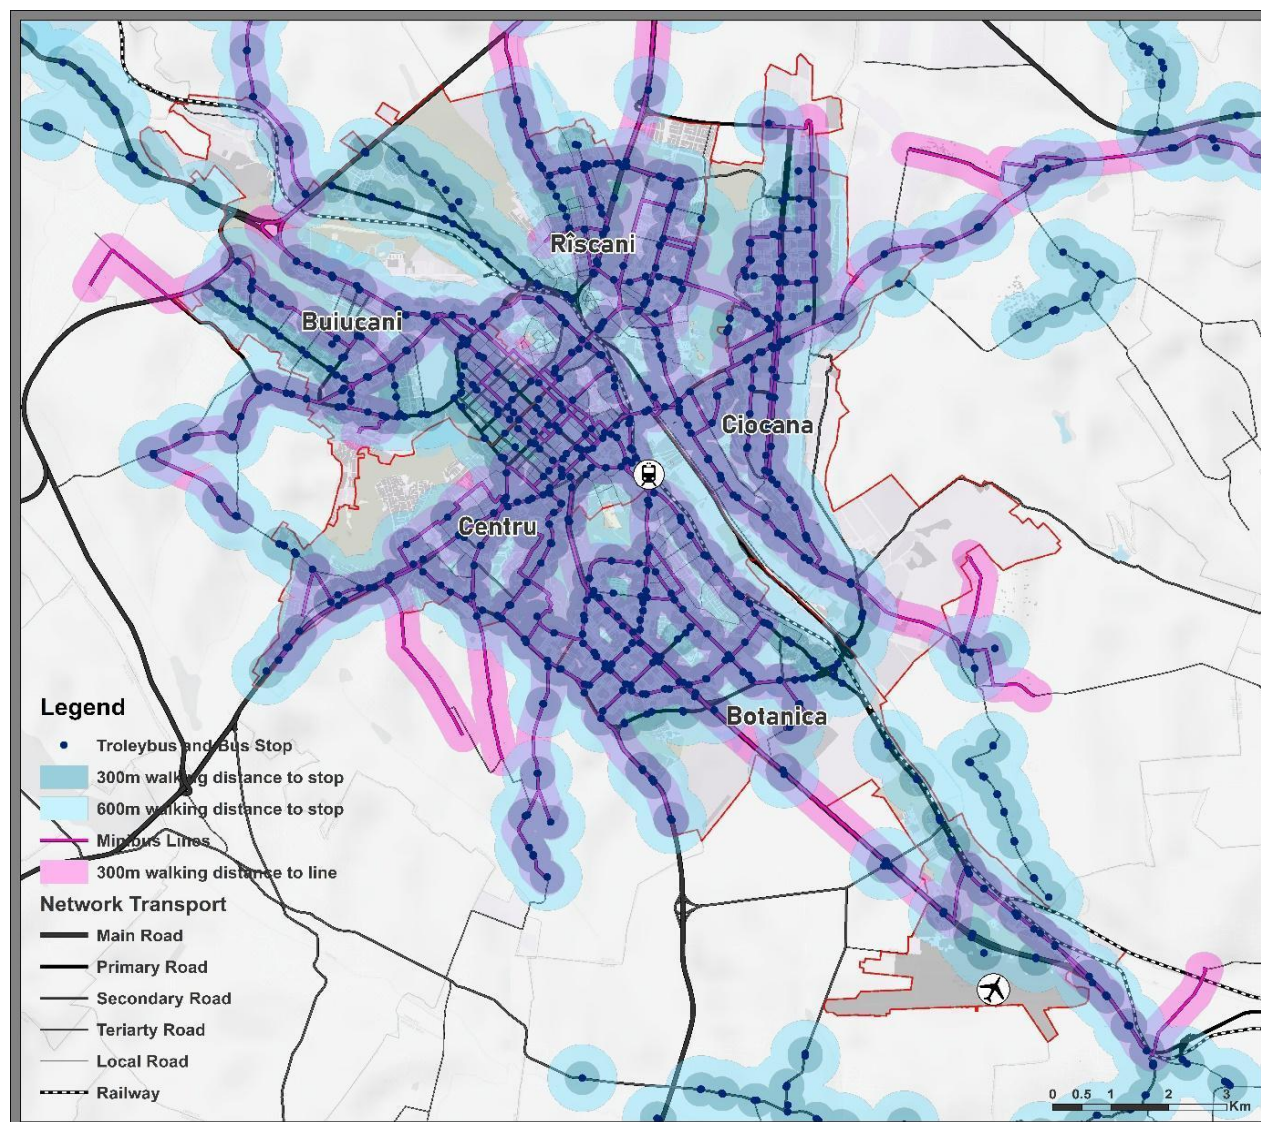 Rîscani
Buiucani
Ciocana
Centru
Botanica
Legend
Troleybus and Bus Stop
300m walking distance to stop
600m walking distance to stop
Minibus Lines
300m walking distance to line
Network Transport
Main Road
Primary Road
Secondary Road
Teriarty Road
Local Road
Railway
0 0.5 1 2 3
Km